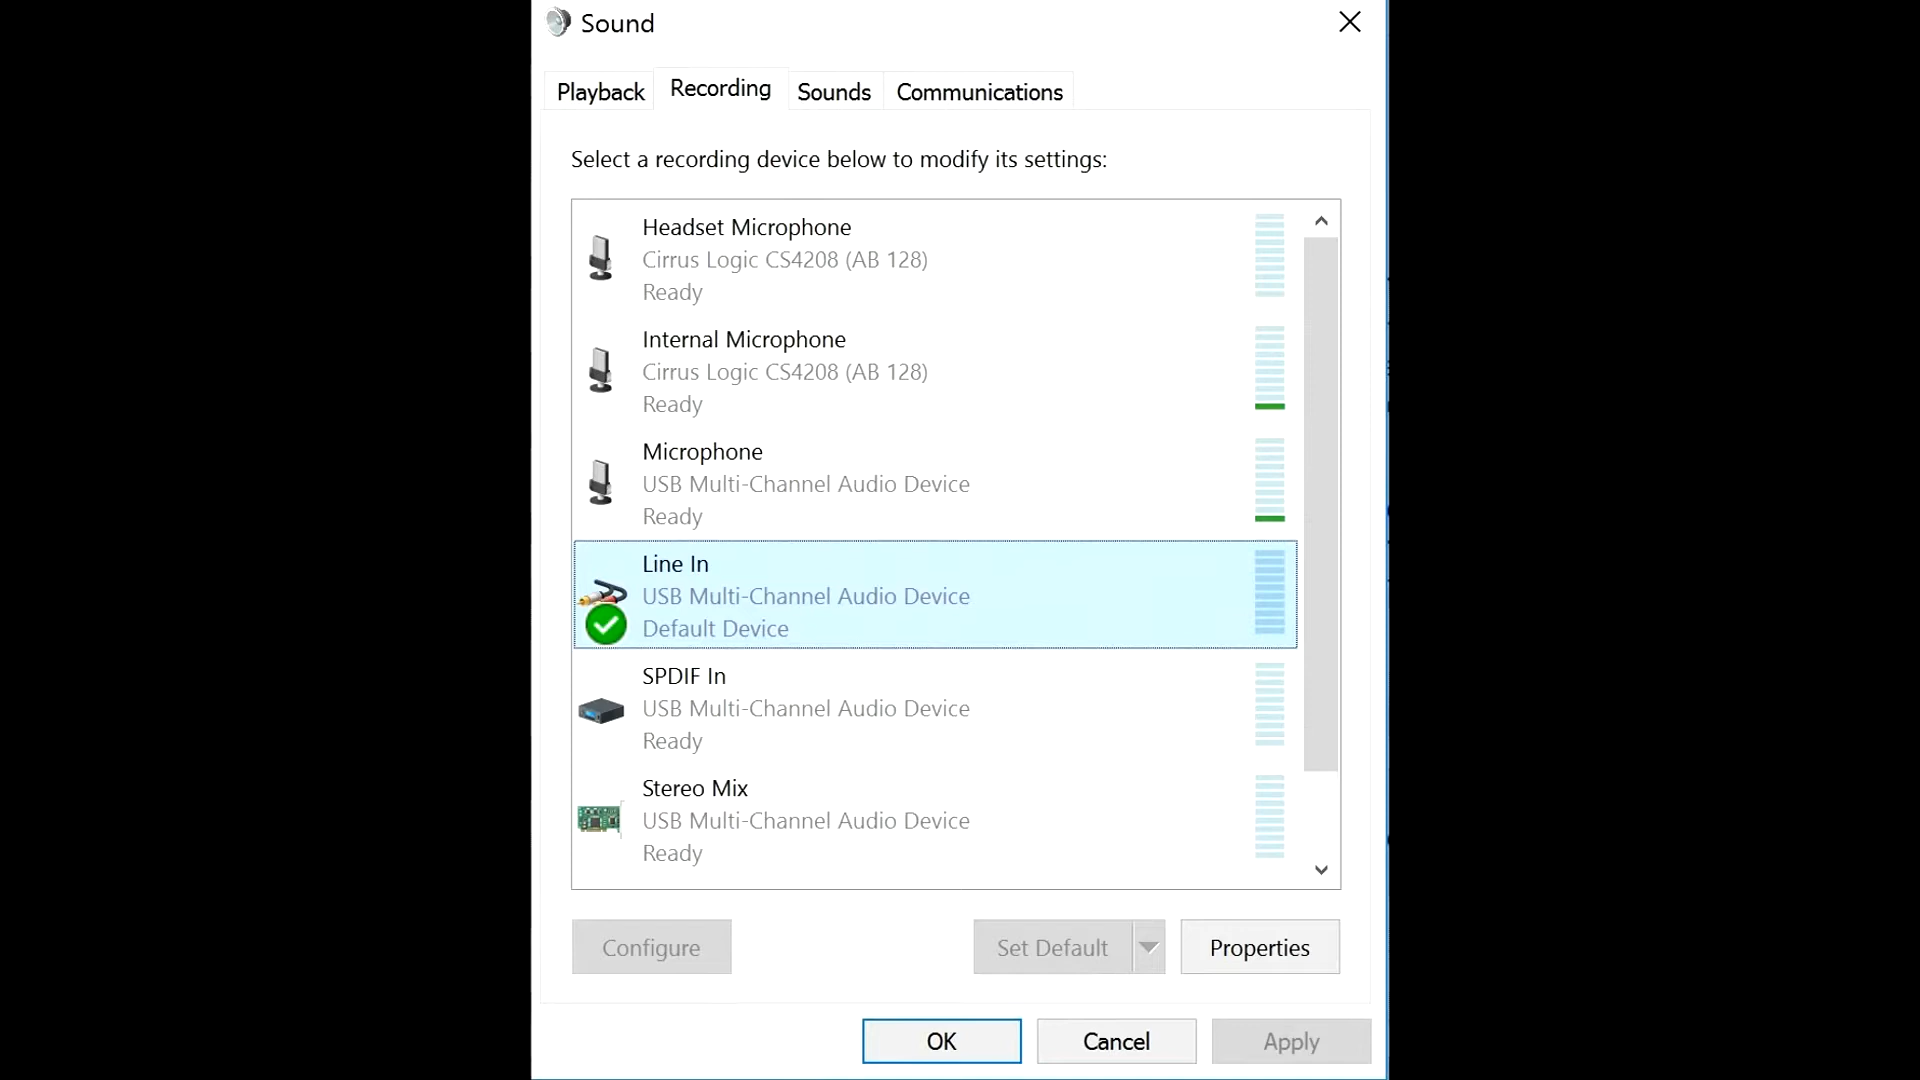 Sound
Playback Recording Sounds Communications
Select a recording device below to modify its settings:
Headset Microphone
Cirrus Logic CS4208 (AB 128)
Ready
Internal Microphone
Cirrus Logic CS4208 (AB 128)
Ready
Microphone
USB Multi-Channel Audio Device
Ready
Line In
USB Multi-Channel Audio Device
Default Device
SPDIF In
USB Multi-Channel Audio Device
Ready
Stereo Mix
USB Multi-Channel Audio Device
Ready
Configure Set Default Properties
OK Cancel Apply